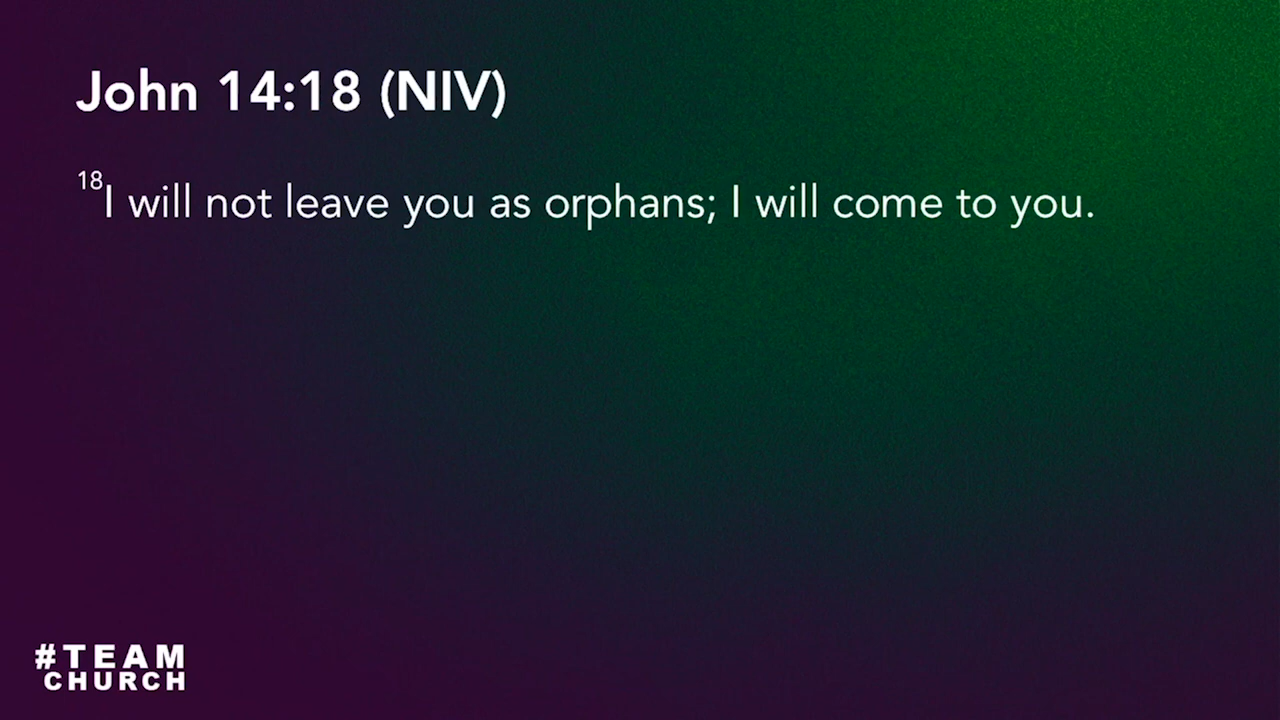 John 14:18 (NIV)
18I will not leave you as orphans; I will come to you.
#TEAM
CHURCH